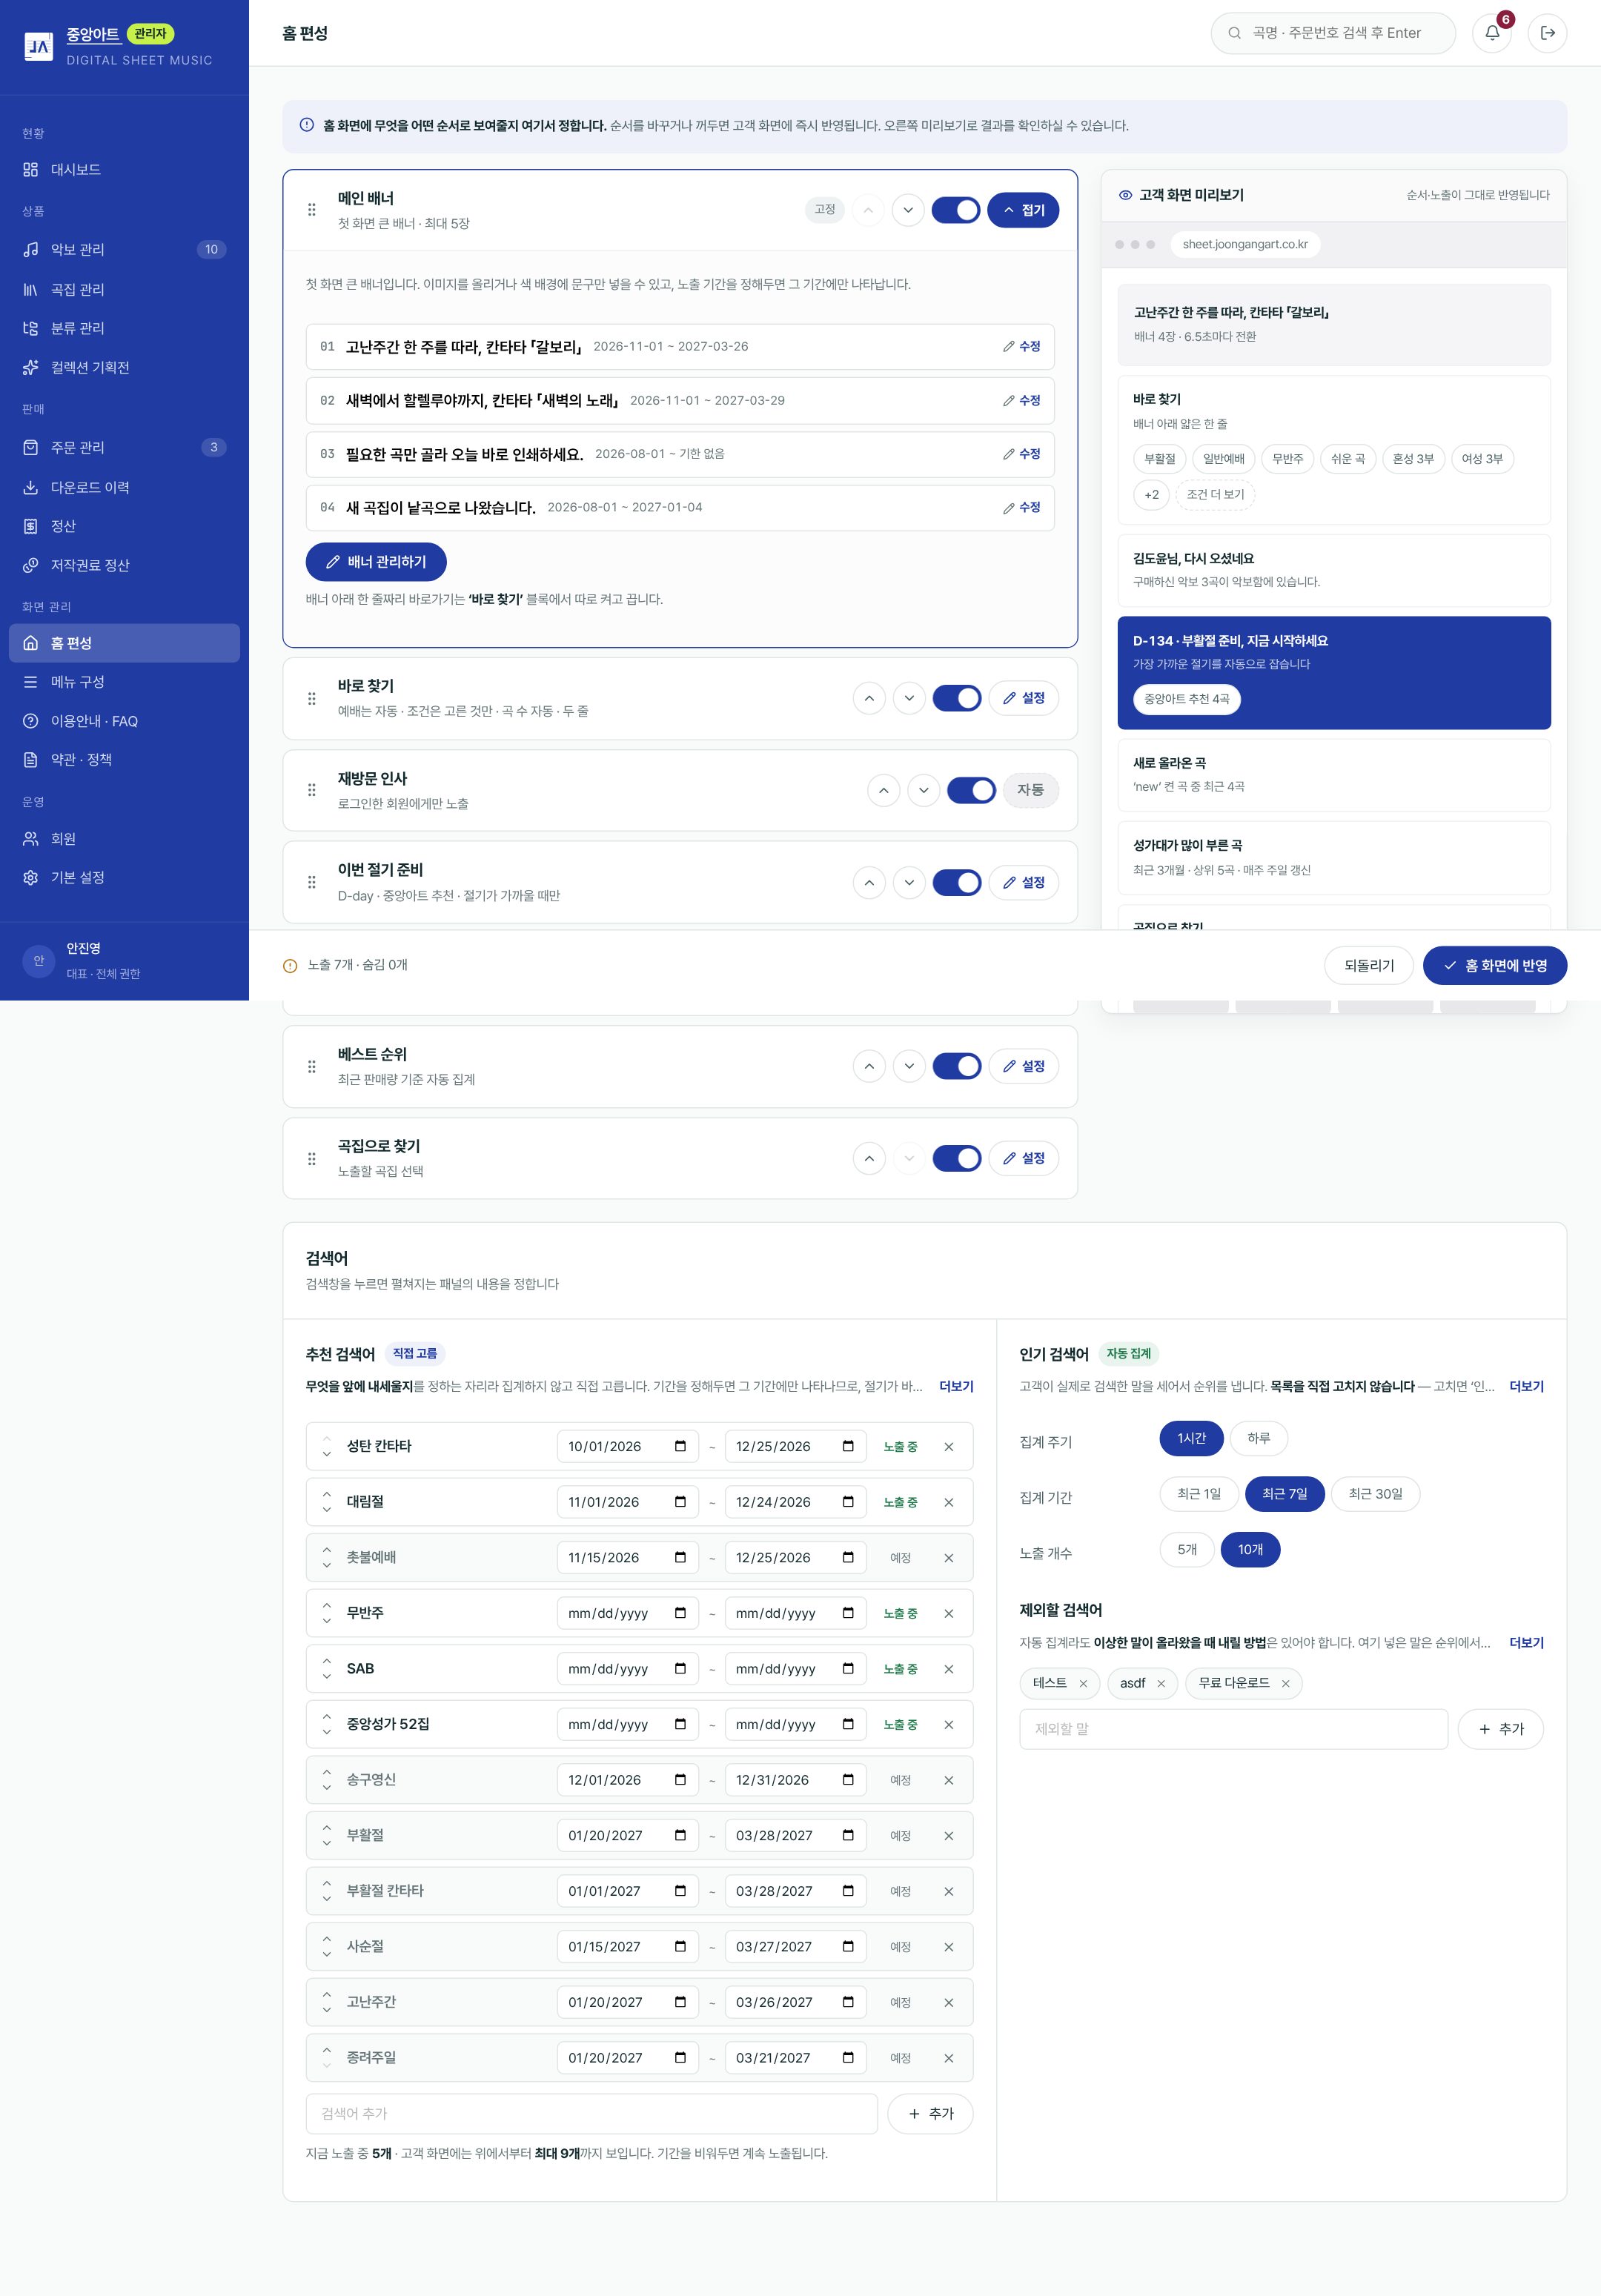 중앙아트 관리자
DIGITAL SHEET MUSIC
현황
대시보드
상품
악보 관리 10
곡집 관리
분류 관리
컬렉션 기획전
판매
주문 관리 3
다운로드 이력
정산
저작권료 정산
화면 관리
홈 편성
메뉴 구성
이용안내 · FAQ
약관 · 정책
운영
회원
기본 설정
안 안진영
대표 · 전체 권한
홈 편성
곡명 · 주문번호 검색 후 Enter
6
홈 화면에 무엇을 어떤 순서로 보여줄지 여기서 정합니다. 순서를 바꾸거나 꺼두면 고객 화면에 즉시 반영됩니다. 오른쪽 미리보기로 결과를 확인하실 수 있습니다.
메인 배너
첫 화면 큰 배너 · 최대 5장
고정 접기
첫 화면 큰 배너입니다. 이미지를 올리거나 색 배경에 문구만 넣을 수 있고, 노출 기간을 정해두면 그 기간에만 나타납니다.
01 고난주간 한 주를 따라, 칸타타 「갈보리」 2026-11-01 ~ 2027-03-26 수정
02 새벽에서 할렐루야까지, 칸타타 「새벽의 노래」 2026-11-01 ~ 2027-03-29 수정
03 필요한 곡만 골라 오늘 바로 인쇄하세요. 2026-08-01 ~ 기한 없음 수정
04 새 곡집이 낱곡으로 나왔습니다. 2026-08-01 ~ 2027-01-04 수정
배너 관리하기
배너 아래 한 줄짜리 바로가기는 ‘바로 찾기’ 블록에서 따로 켜고 끕니다.
바로 찾기
예배는 자동 · 조건은 고른 것만 · 곡 수 자동 · 두 줄
설정
재방문 인사
로그인한 회원에게만 노출
자동
이번 절기 준비
D-day · 중앙아트 추천 · 절기가 가까울 때만
설정
고객 화면 미리보기 순서·노출이 그대로 반영됩니다
sheet.joongangart.co.kr
고난주간 한 주를 따라, 칸타타 「갈보리」
배너 4장 · 6.5초마다 전환
바로 찾기
배너 아래 얇은 한 줄
부활절 일반예배 무반주 쉬운 곡 혼성 3부 여성 3부
+2 조건 더 보기
김도윤님, 다시 오셨네요
구매하신 악보 3곡이 악보함에 있습니다.
D-134 · 부활절 준비, 지금 시작하세요
가장 가까운 절기를 자동으로 잡습니다
중앙아트 추천 4곡
새로 올라온 곡
‘new’ 켠 곡 중 최근 4곡
성가대가 많이 부른 곡
최근 3개월 · 상위 5곡 · 매주 주일 갱신
곡집으로 찾기
노출 7개 · 숨김 0개
되돌리기 홈 화면에 반영
베스트 순위
최근 판매량 기준 자동 집계
설정
곡집으로 찾기
노출할 곡집 선택
설정
검색어
검색창을 누르면 펼쳐지는 패널의 내용을 정합니다
추천 검색어 직접 고름
무엇을 앞에 내세울지를 정하는 자리라 집계하지 않고 직접 고릅니다. 기간을 정해두면 그 기간에만 나타나므로, 절기가 바... 더보기
성탄 칸타타 10/01/2026 ~ 12/25/2026 노출 중
대림절 11/01/2026 ~ 12/24/2026 노출 중
촛불예배 11/15/2026 ~ 12/25/2026 예정
무반주 mm/dd/yyyy ~ mm/dd/yyyy 노출 중
SAB mm/dd/yyyy ~ mm/dd/yyyy 노출 중
중앙성가 52집 mm/dd/yyyy ~ mm/dd/yyyy 노출 중
송구영신 12/01/2026 ~ 12/31/2026 예정
부활절 01/20/2027 ~ 03/28/2027 예정
부활절 칸타타 01/01/2027 ~ 03/28/2027 예정
사순절 01/15/2027 ~ 03/27/2027 예정
고난주간 01/20/2027 ~ 03/26/2027 예정
종려주일 01/20/2027 ~ 03/21/2027 예정
검색어 추가 추가
지금 노출 중 5개 · 고객 화면에는 위에서부터 최대 9개까지 보입니다. 기간을 비워두면 계속 노출됩니다.
인기 검색어 자동 집계
고객이 실제로 검색한 말을 세어서 순위를 냅니다. 목록을 직접 고치지 않습니다 — 고치면 ‘인... 더보기
집계 주기 1시간 하루
집계 기간 최근 1일 최근 7일 최근 30일
노출 개수 5개 10개
제외할 검색어
자동 집계라도 이상한 말이 올라왔을 때 내릴 방법은 있어야 합니다. 여기 넣은 말은 순위에서... 더보기
테스트 asdf 무료 다운로드
제외할 말 추가